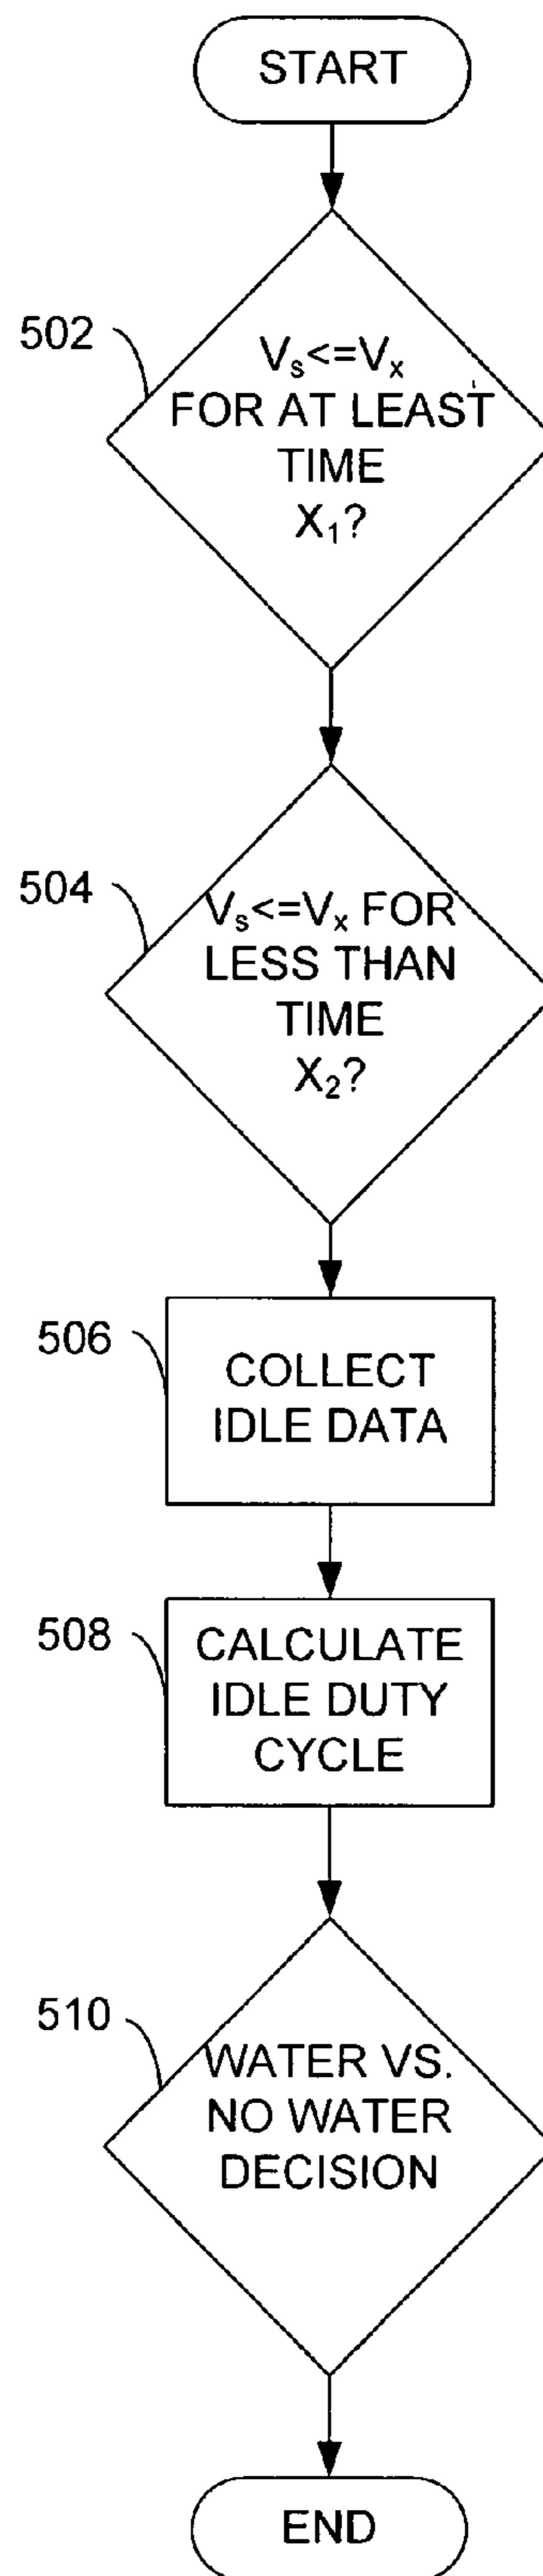 START
502
Vₛ<=Vₓ
FOR AT LEAST
TIME
X₁?
504
Vₛ<=Vₓ FOR
LESS THAN
TIME
X₂?
506
COLLECT
IDLE DATA
508
CALCULATE
IDLE DUTY
CYCLE
510
WATER VS.
NO WATER
DECISION
END